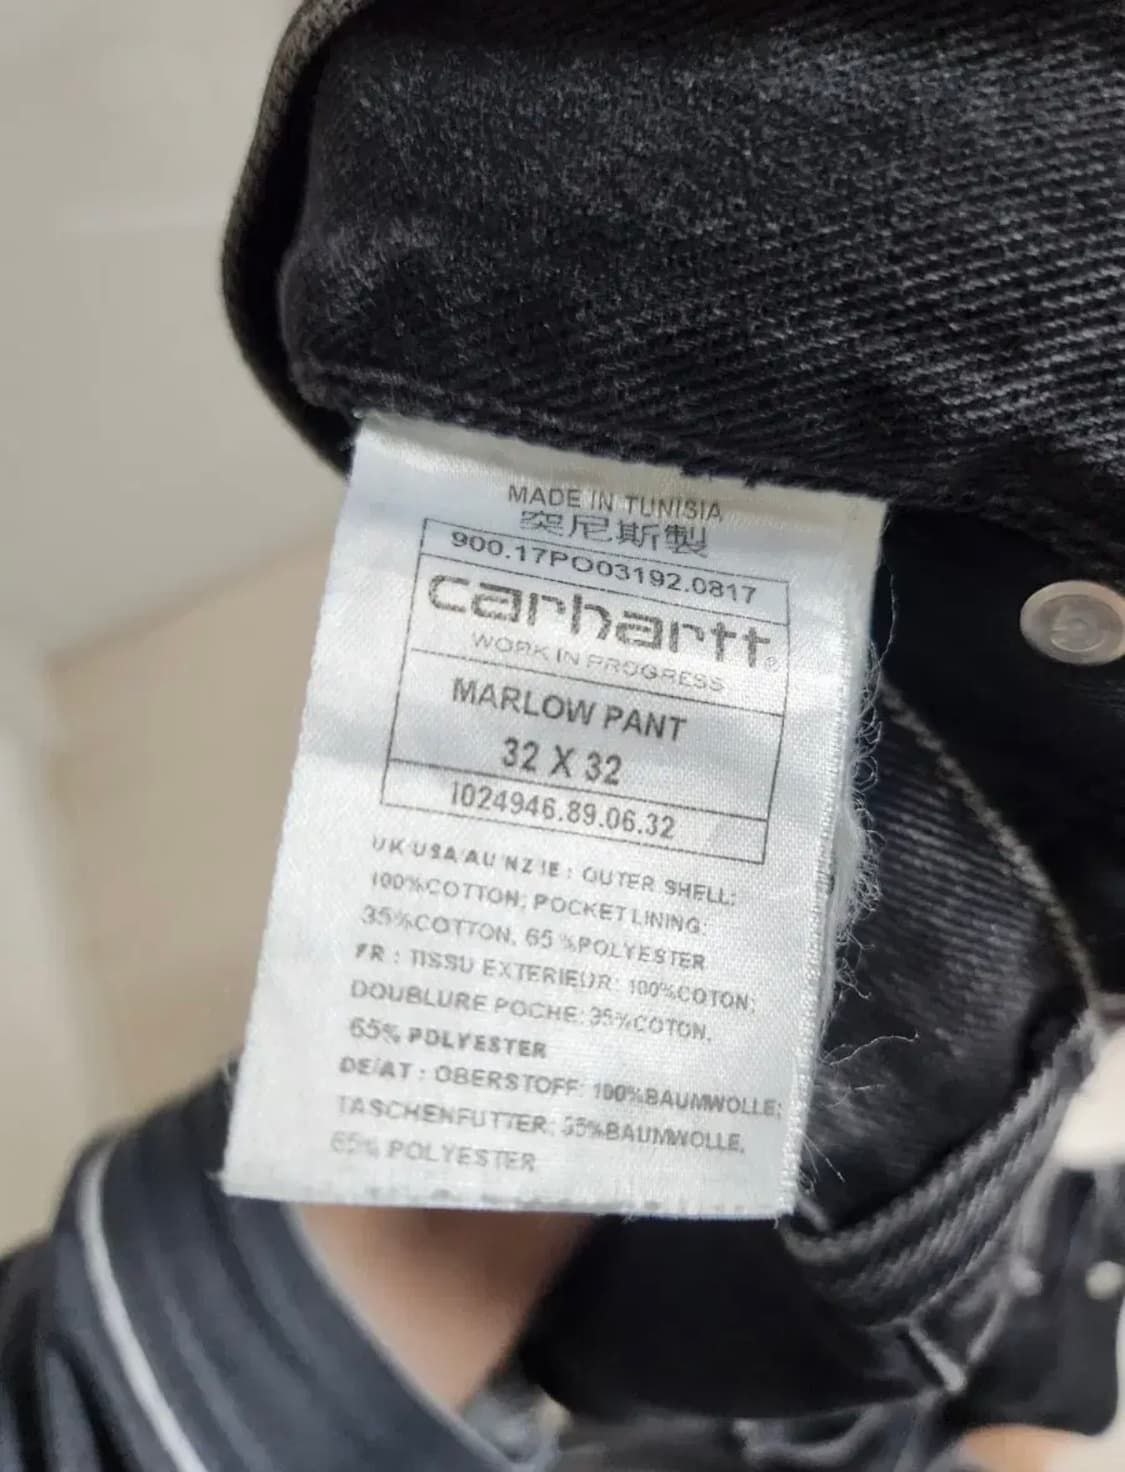 MADE IN TUNISIA
突尼斯製
900.17PO03192.0817
carhartt®
WORK IN PROGRESS
MARLOW PANT
32 X 32
I024946.89.06.32
UK USA AU NZ IE : OUTER SHELL:
100%COTTON; POCKETLINING:
35%COTTON, 65 %POLYESTER
FR : TISSU EXTERIEUR: 100%COTON;
DOUBLURE POCHE: 35%COTON,
65% POLYESTER
DE/AT : OBERSTOFF: 100%BAUMWOLLE;
TASCHENFUTTER: 35%BAUMWOLLE,
65% POLYESTER